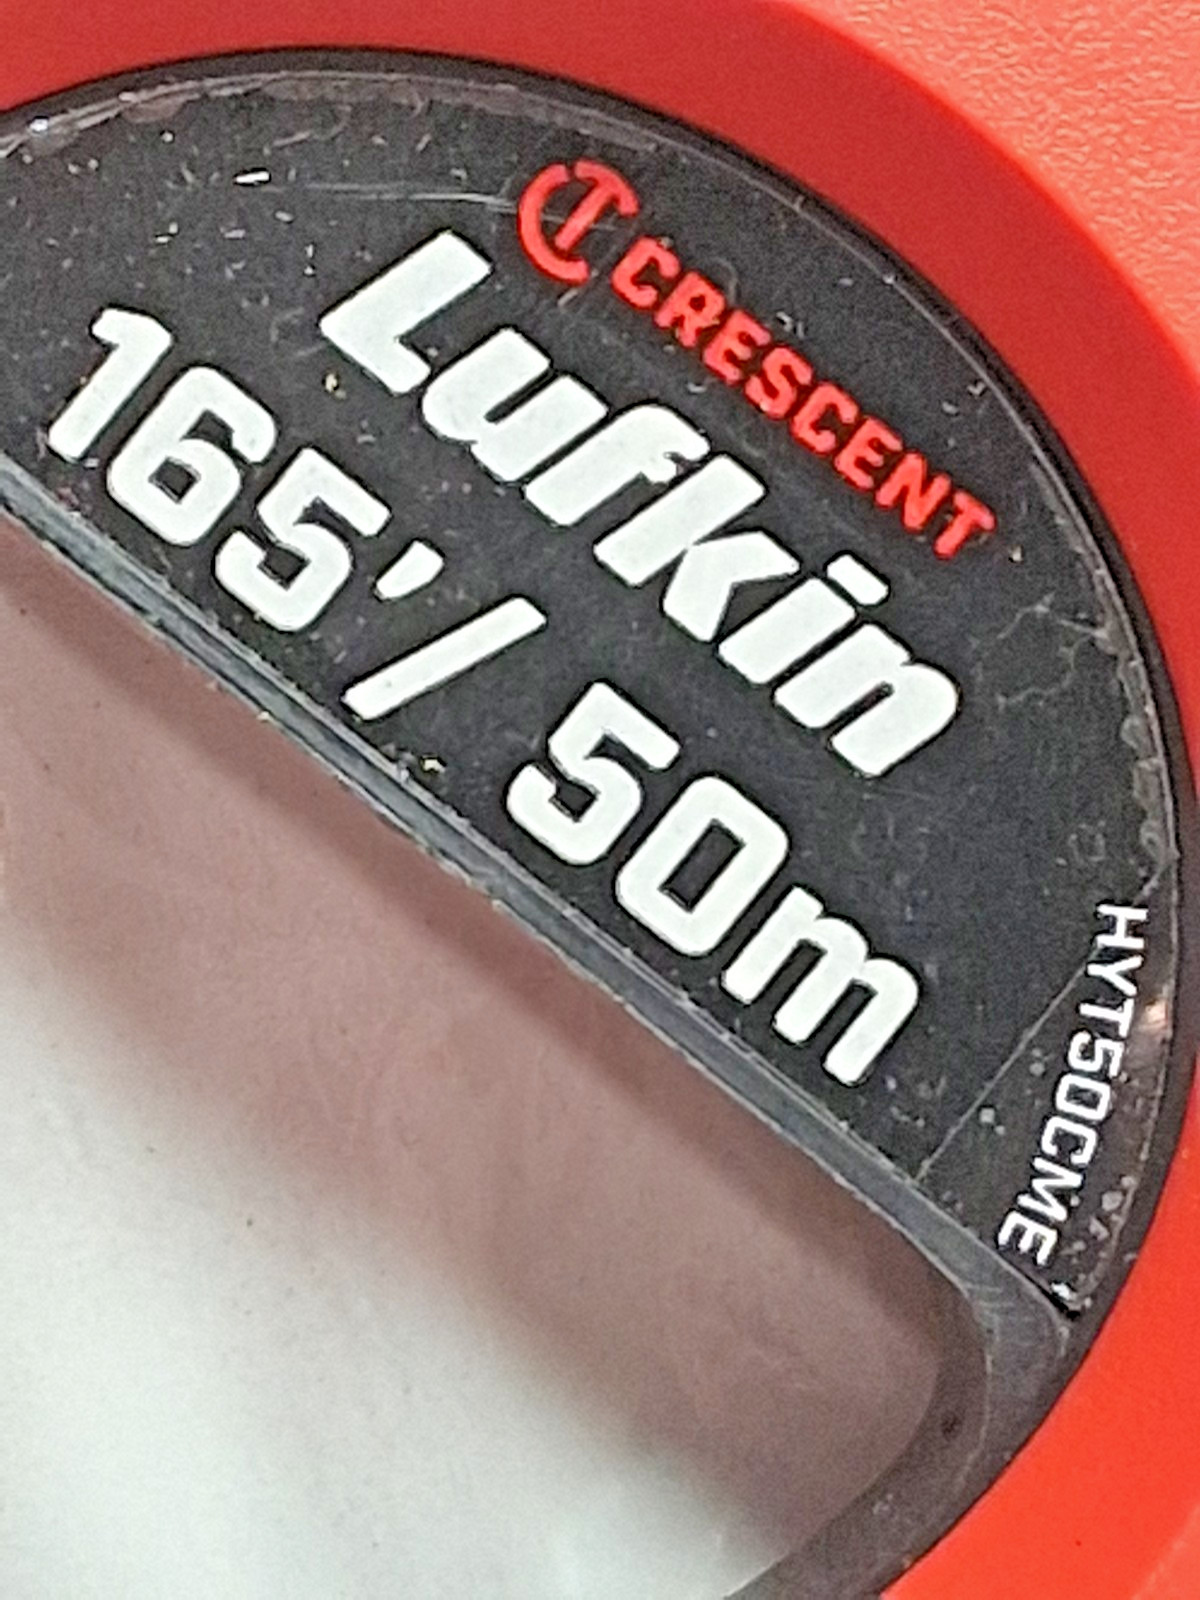 CRESCENT
Lufkin
165'/ 50m
HYT50CME